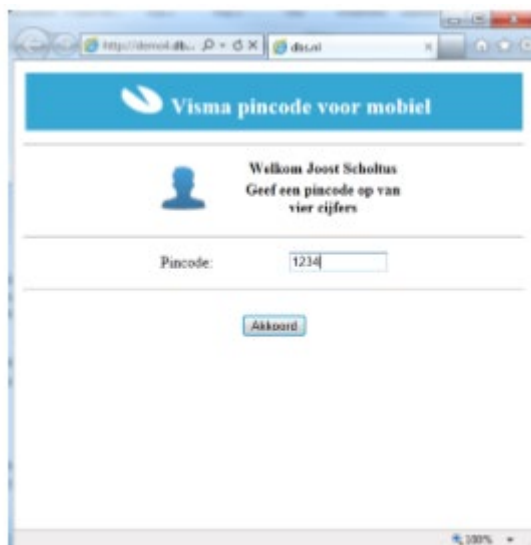 Visma pincode voor mobiel
Welkom Joost Scholtus
Geef een pincode op van
vier cijfers
Pincode:
1234
Akkoord
100%